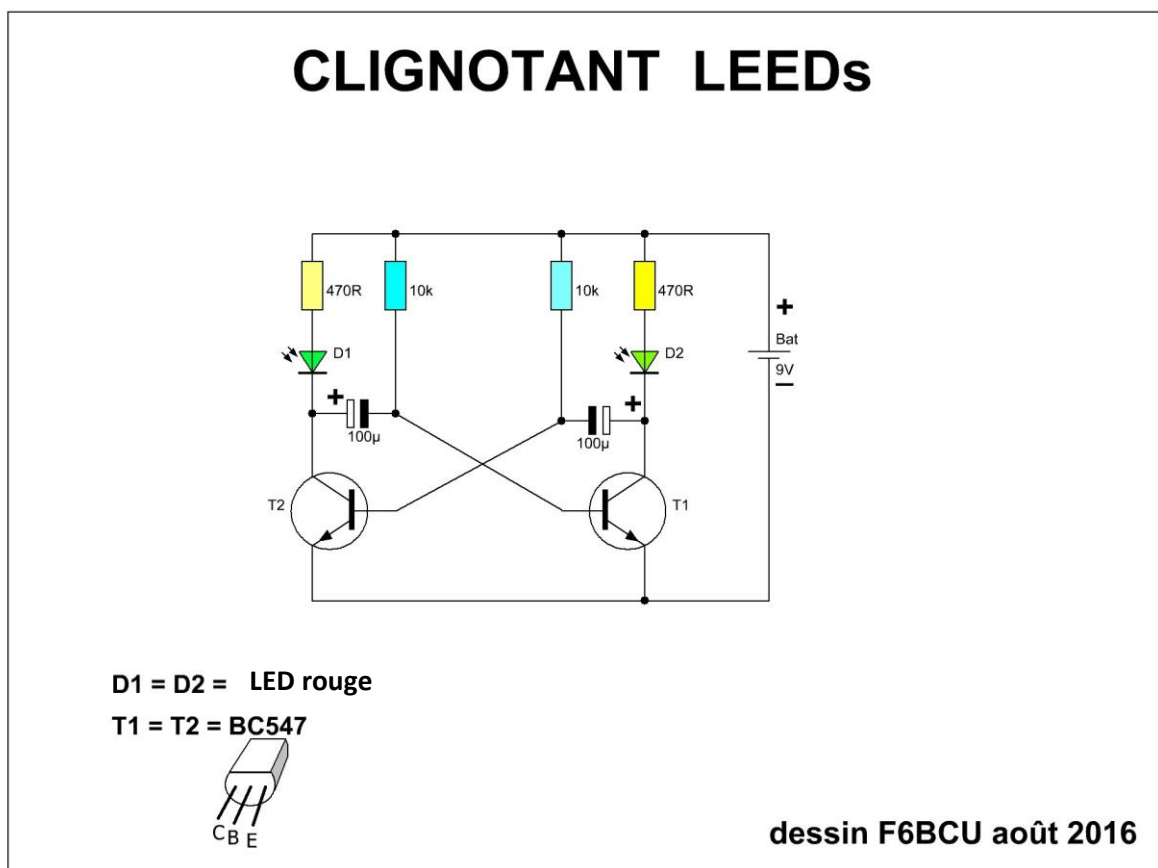 CLIGNOTANT LEEDs
470R
10k
10k
470R
+
Bat
9V
−
D1
D2
+
100µ
+
100µ
T2
T1
D1 = D2 = LED rouge
T1 = T2 = BC547
C B E
dessin F6BCU août 2016